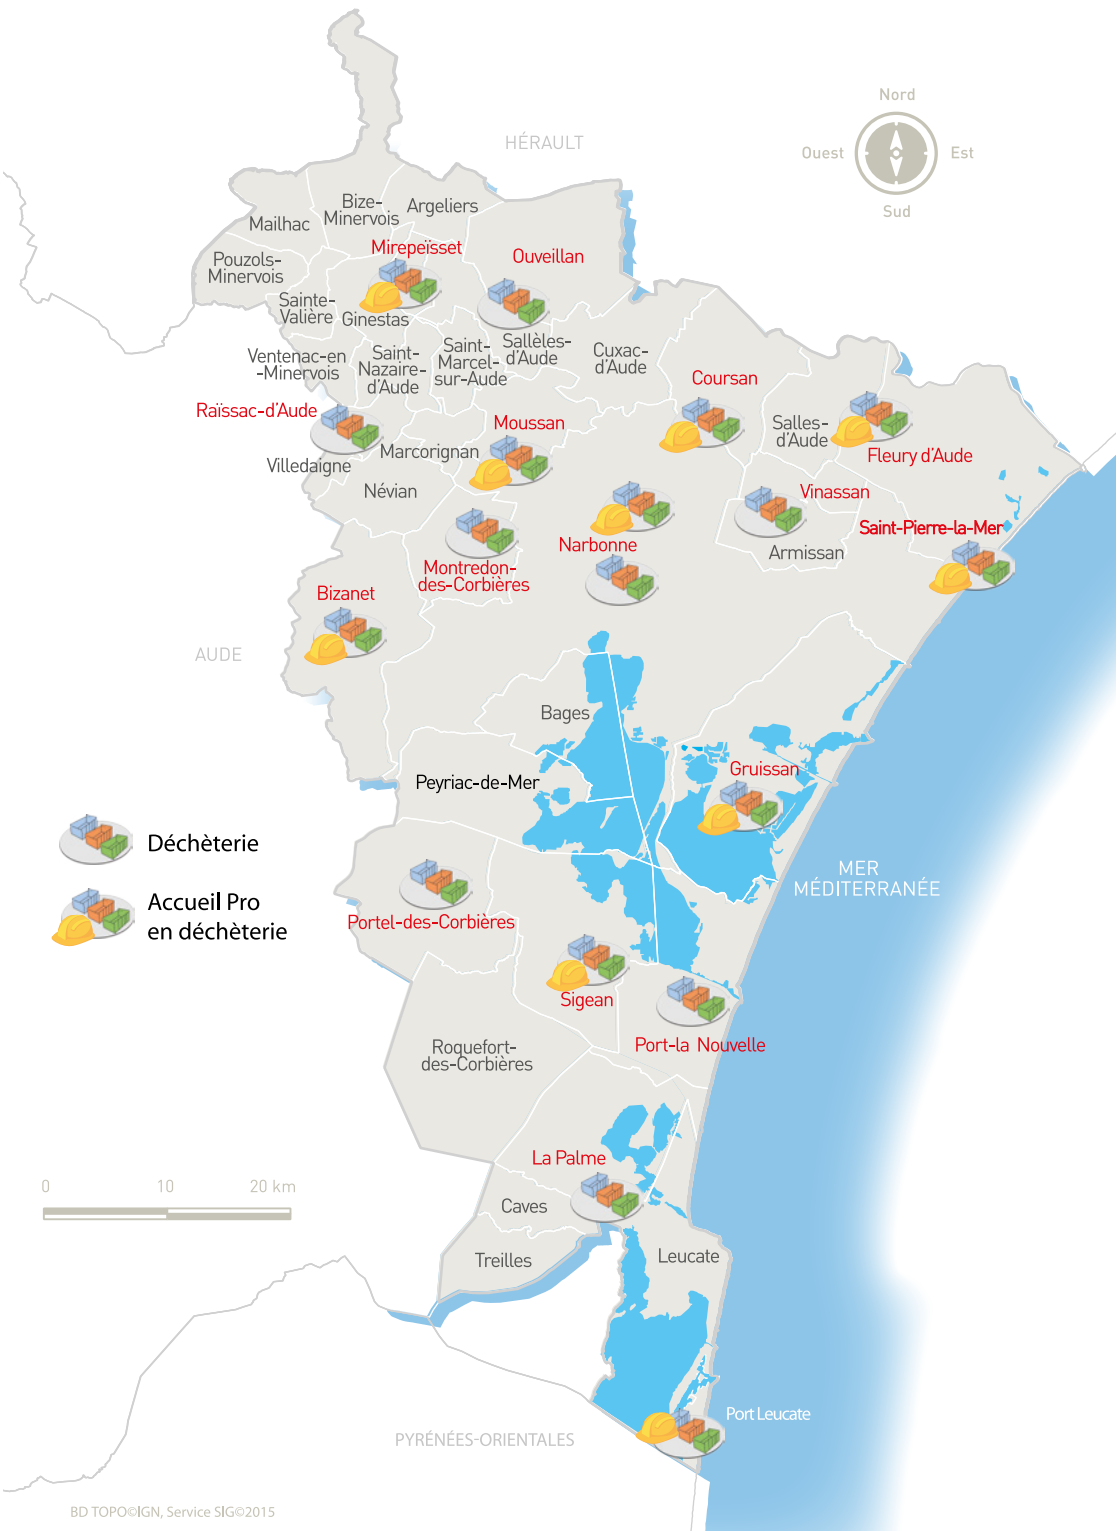 Nord
HÉRAULT
Ouest
Est
Sud
Bize-
Minervois
Argeliers
Mailhac
Mirepeïsset
Ouveillan
Pouzols-
Minervois
Sainte-
Valière
Ginestas
Ventenac-en
-Minervois
Saint-
Nazaire-
d'Aude
Saint-
Marcel-
sur-Aude
Sallèles-
d'Aude
Cuxac-
d'Aude
Coursan
Raïssac-d'Aude
Moussan
Salles-
d'Aude
Fleury d'Aude
Marcorignan
Villedaigne
Névian
Vinassan
Saint-Pierre-la-Mer
Narbonne
Armissan
Montredon-
des-Corbières
Bizanet
AUDE
Bages
Peyriac-de-Mer
Gruissan
Déchèterie
MER
MÉDITERRANÉE
Accueil Pro
en déchèterie
Portel-des-Corbières
Sigean
Port-la Nouvelle
Roquefort-
des-Corbières
La Palme
0
10
20 km
Caves
Treilles
Leucate
Port Leucate
PYRÉNÉES-ORIENTALES
BD TOPO©IGN, Service SIG©2015